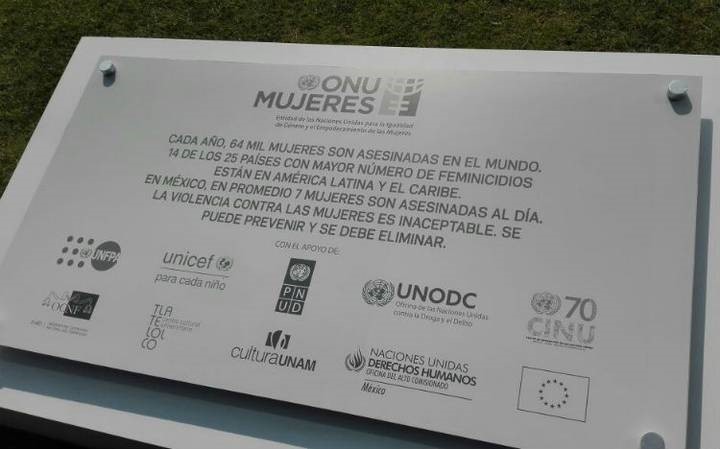 ONU
MUJERES
Entidad de las Naciones Unidas para la Igualdad
de Género y el Empoderamiento de las Mujeres
CADA AÑO, 64 MIL MUJERES SON ASESINADAS EN EL MUNDO.
14 DE LOS 25 PAÍSES CON MAYOR NÚMERO DE FEMINICIDIOS
ESTÁN EN AMÉRICA LATINA Y EL CARIBE.
EN MÉXICO, EN PROMEDIO 7 MUJERES SON ASESINADAS AL DÍA.
LA VIOLENCIA CONTRA LAS MUJERES ES INACEPTABLE. SE
PUEDE PREVENIR Y SE DEBE ELIMINAR.
CON EL APOYO DE:
UNFPA
unicef
para cada niño
PN
UD
UNODC
Oficina de las Naciones Unidas
contra la Droga y el Delito
70
CINU
TLA
TE
LOL
CO
centro cultural
universitario
culturaUNAM
NACIONES UNIDAS
DERECHOS HUMANOS
OFICINA DEL ALTO COMISIONADO
México